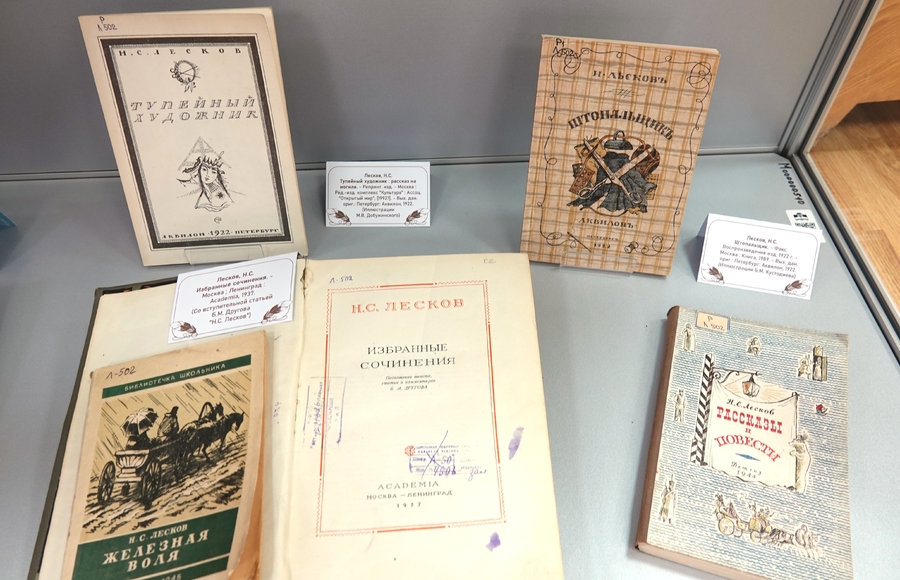 Р
Л 502
Н.С.ЛЕСКОВ
ТУПЕЙНЫЙ
ХУДОЖНИК
АКВИЛОН·1922·ПЕТЕРБУРГ
Лесков, Н.С.
Тупейный художник : рассказ на
могиле. - Репринт. изд. - Москва :
Ред.-изд. комплекс "Культура" : Ассоц.
"Открытый мир", [1992]. - Вых. дан.
ориг.: Петербург: Аквилон, 1922.
(Иллюстрации
М.В. Добужинского)
Н·ЛѢСКОВЪ
ШТОПАЛЬЩИКЪ
АКВИЛОНЪ
Лесков, Н.С.
Штопальщик. - Факс.
Воспроизведение изд. 1922 г. -
Москва : Книга, 1989. - Вых. дан.
ориг.: Петербург: Аквилон, 1922.
(Иллюстрации Б.М. Кустодиева)
Лесков, Н.С.
Избранные сочинения. -
Москва ; Ленинград :
Academia, 1937.
(Со вступительной статьей
Б.М. Другова
"Н.С. Лесков")
Л-502
БИБЛИОТЕЧКА ШКОЛЬНИКА
Н.С. ЛЕСКОВ
ЖЕЛЕЗНАЯ
ВОЛЯ
1945
Л-502
Н.С. ЛЕСКОВ
ИЗБРАННЫЕ
СОЧИНЕНИЯ
ACADEMIA
МОСКВА — ЛЕНИНГРАД
1937
Р
Л 502
Н.С.Лесков
РАССКАЗЫ
И
ПОВЕСТИ